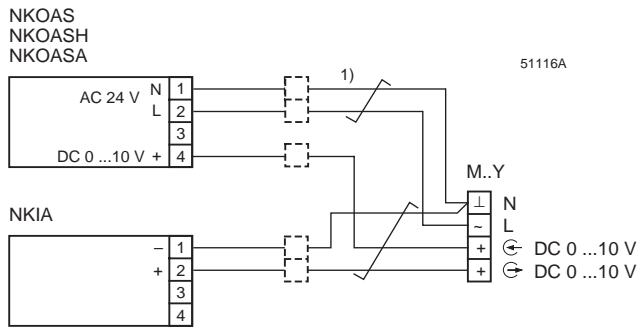 NKOAS
NKOASH
NKOASA
51116A
1)
AC 24 V N 1
L 2
3
DC 0 ...10 V + 4
M..Y
⊥ N
~ L
+ DC 0 ...10 V
+ DC 0 ...10 V
NKIA
– 1
+ 2
3
4